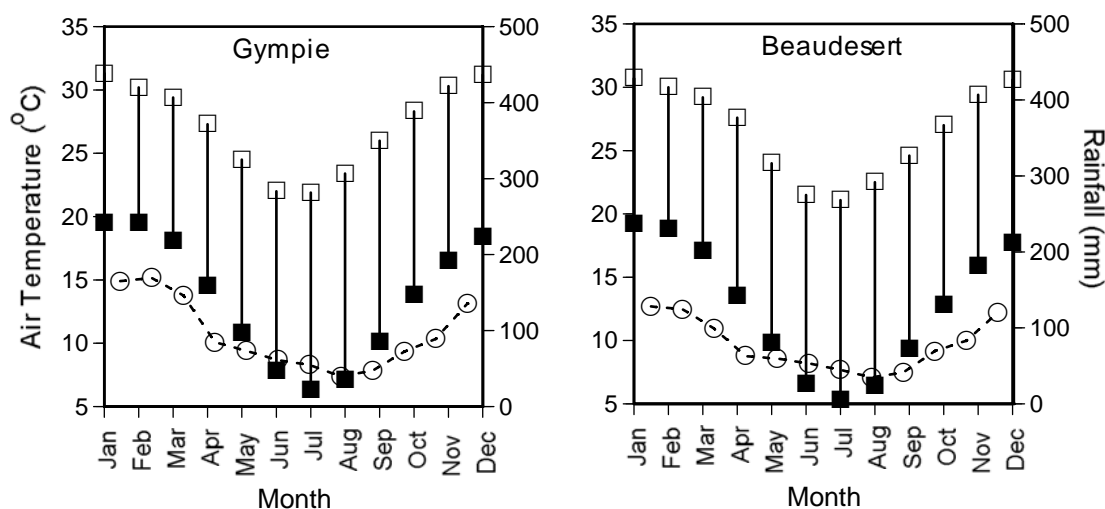 Gympie
Air Temperature (°C)
35
30
25
20
15
10
5
500
400
300
200
100
0
Jan
Feb
Mar
Apr
May
Jun
Jul
Aug
Sep
Oct
Nov
Dec
Month
Beaudesert
35
30
25
20
15
10
5
500
400
300
200
100
0
Rainfall (mm)
Jan
Feb
Mar
Apr
May
Jun
Jul
Aug
Sep
Oct
Nov
Dec
Month